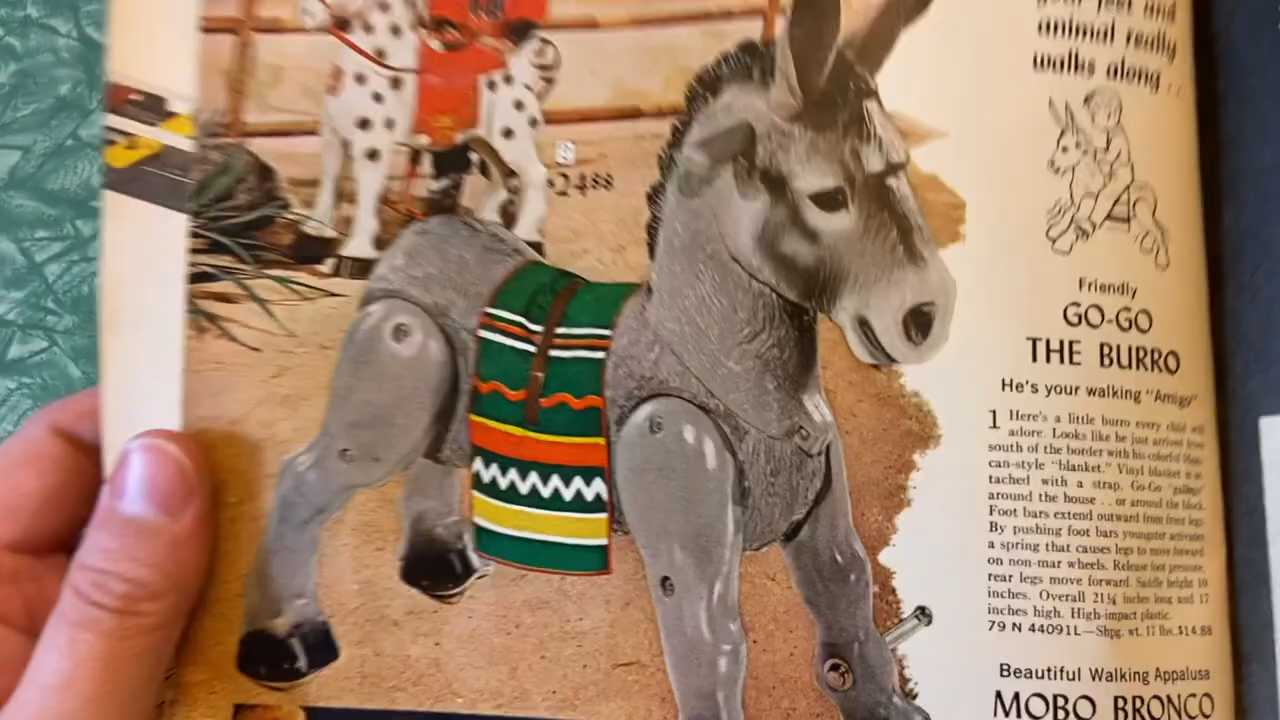 $24⁸⁸
your feet and
animal really
walks along . .
Friendly
GO-GO
THE BURRO
He's your walking "Amigo"
1 Here's a little burro every child will
adore. Looks like he just arrived from
south of the border with his colorful Mexi-
can-style "blanket." Vinyl blanket is at-
tached with a strap. Go-Go "gallops"
around the house . . or around the block.
Foot bars extend outward from front legs.
By pushing foot bars youngster activates
a spring that causes legs to move forward
on non-mar wheels. Release foot pressure,
rear legs move forward. Saddle height 10
inches. Overall 21¼ inches long and 17
inches high. High-impact plastic.
79 N 44091L—Shpg. wt. 17 lbs. $14.88
Beautiful Walking Appalusa
MOBO BRONCO